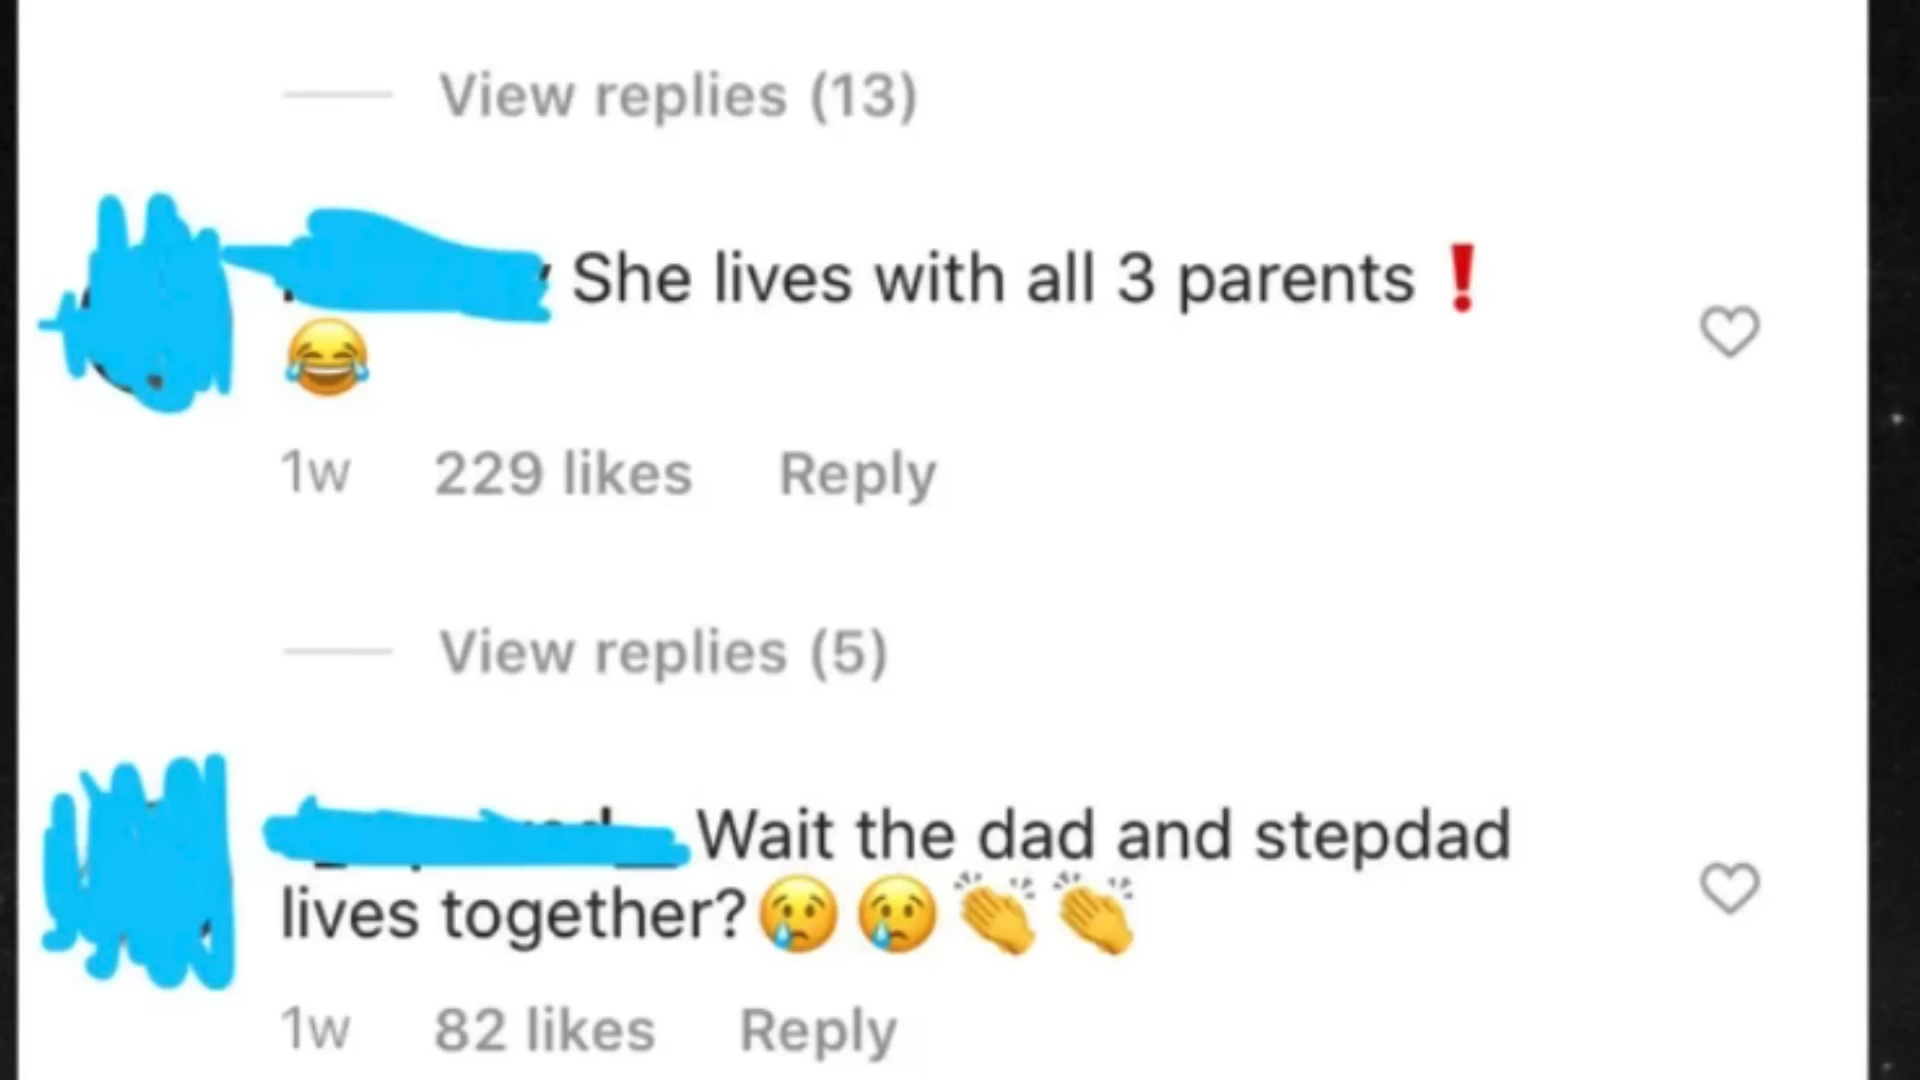 View replies (13)
She lives with all 3 parents❗
😂
1w 229 likes Reply
View replies (5)
Wait the dad and stepdad
lives together?😢😢👏👏
1w 82 likes Reply